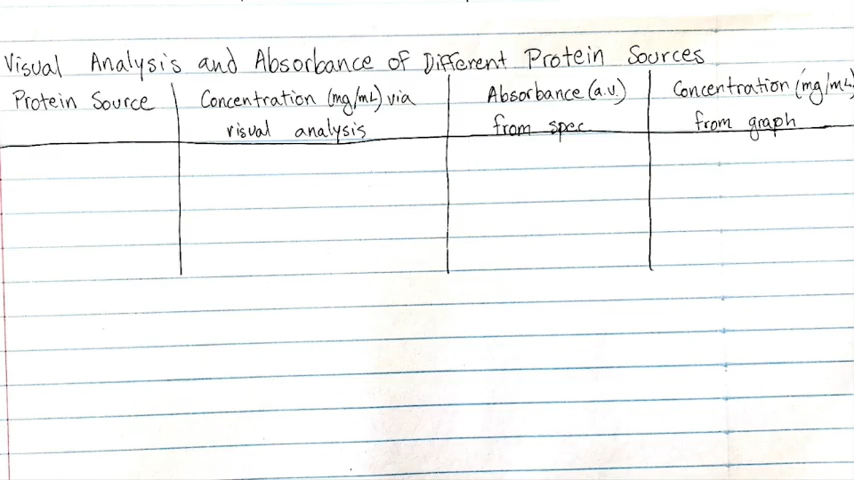 Visual Analysis and Absorbance of Different Protein Sources
Protein Source
Concentration (mg/mL) via
visual analysis
Absorbance (a.u.)
from spec.
Concentration (mg/mL)
from graph